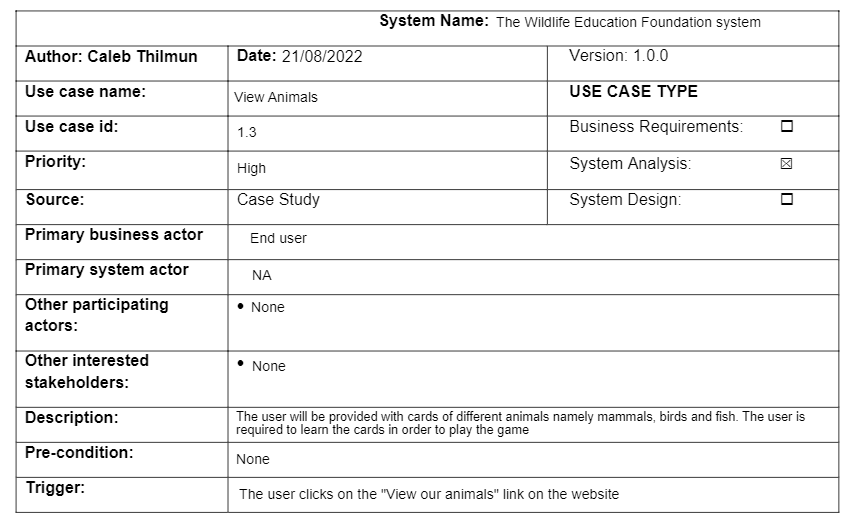 System Name: The Wildlife Education Foundation system
Author: Caleb Thilmun Date: 21/08/2022 Version: 1.0.0
Use case name: View Animals USE CASE TYPE
Use case id: 1.3 Business Requirements: ☐
Priority: High System Analysis: ☒
Source: Case Study System Design: ☐
Primary business actor End user
Primary system actor NA
Other participating
actors:
• None
Other interested
stakeholders:
• None
Description:
The user will be provided with cards of different animals namely mammals, birds and fish. The user is
required to learn the cards in order to play the game
Pre-condition: None
Trigger: The user clicks on the "View our animals" link on the website